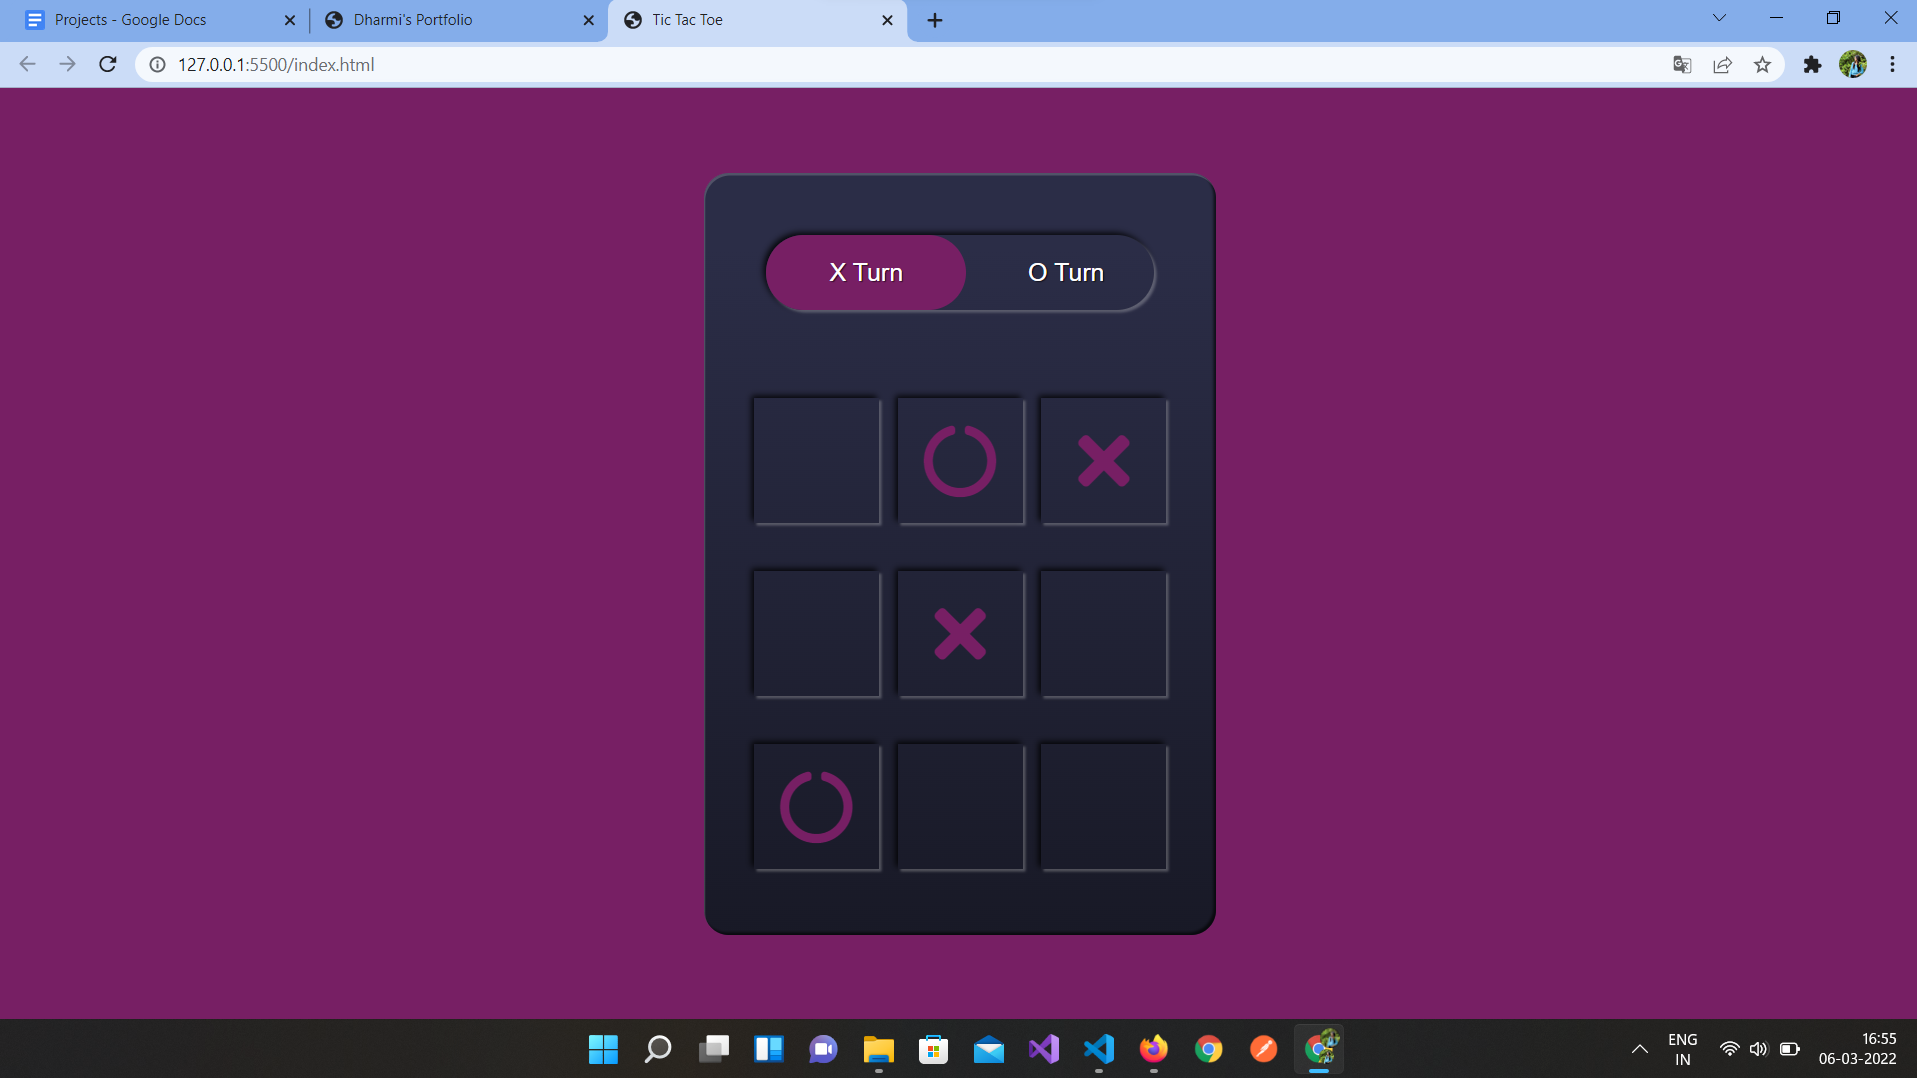 Projects - Google Docs
Dharmi's Portfolio
Tic Tac Toe
127.0.0.1:5500/index.html
X Turn
O Turn
ENG
IN
16:55
06-03-2022